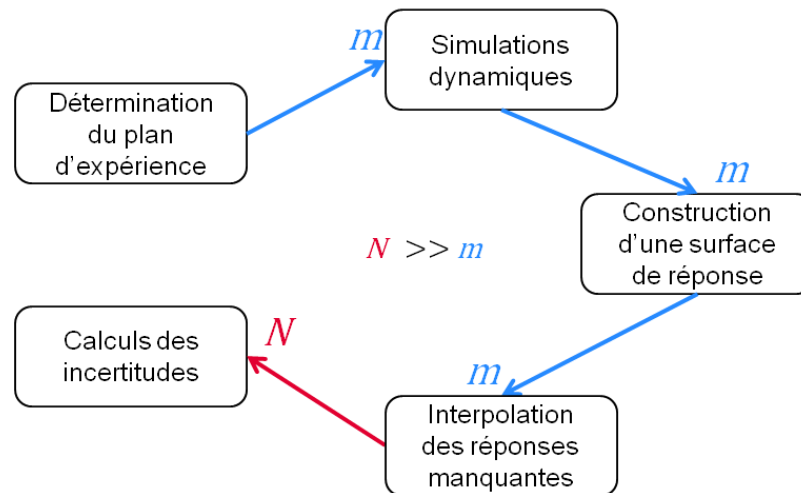 Détermination
du plan
d'expérience
m
Simulations
dynamiques
m
Construction
d'une surface
de réponse
N >> m
m
Interpolation
des réponses
manquantes
N
Calculs des
incertitudes